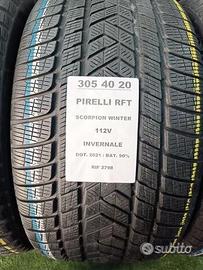 305 40 20
PIRELLI RFT
SCORPION WINTER
112V
INVERNALE
DOT. 2021 : BAT. 90%
RIF 2798
subito